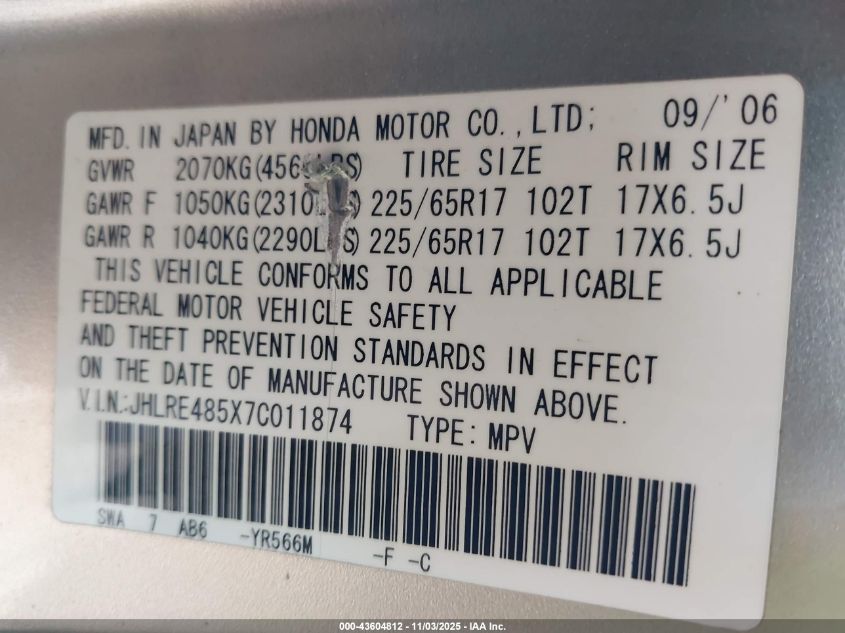 MFD. IN JAPAN BY HONDA MOTOR CO.,LTD; 09/'06
GVWR 2070KG TIRE SIZE RIM SIZE
GAWR F 1050KG(2310 225/65R17 102T 17X6.5J
GAWR R 1040KG(2290L S) 225/65R17 102T 17X6.5J
THIS VEHICLE CONFORMS TO ALL APPLICABLE
FEDERAL MOTOR VEHICLE SAFETY
AND THEFT PREVENTION STANDARDS IN EFFECT
ON THE DATE OF MANUFACTURE SHOWN ABOVE.
V.I.N.:JHLRE485X7C011874 TYPE: MPV
SWA 7 AB6 -YR566M -F -C
000-43604812 - 11/03/2025 - IAA Inc.